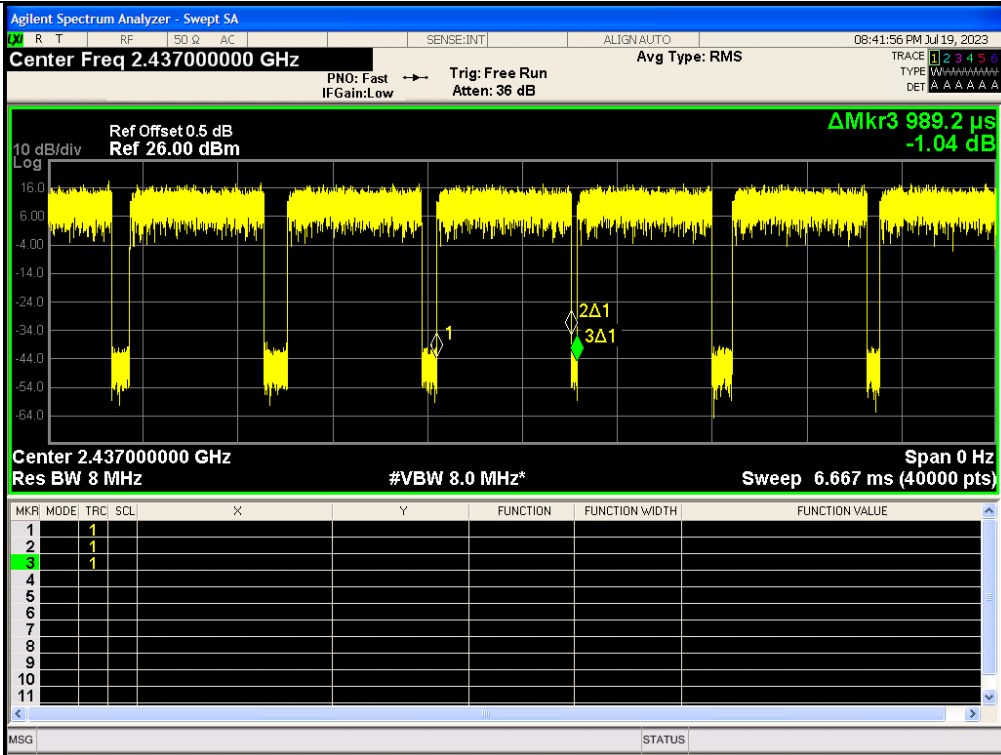 Agilent Spectrum Analyzer - Swept SA
LXI R T RF 50 Ω AC SENSE:INT ALIGN AUTO 08:41:56 PM Jul 19, 2023
Center Freq 2.437000000 GHz
Avg Type: RMS
TRACE 1 2 3 4 5 6
PNO: Fast Trig: Free Run
TYPE W W W W W W
IFGain:Low Atten: 36 dB
DET A A A A A A
ΔMkr3 989.2 µs
-1.04 dB
Ref Offset 0.5 dB
10 dB/div Ref 26.00 dBm
Log
16.0
6.00
-4.00
-14.0
-24.0
2Δ1
-34.0
1
3Δ1
-44.0
-54.0
-64.0
Center 2.437000000 GHz Span 0 Hz
Res BW 8 MHz #VBW 8.0 MHz* Sweep 6.667 ms (40000 pts)
MKR MODE TRC SCL X Y FUNCTION FUNCTION WIDTH FUNCTION VALUE
1 1
2 1
3 1
4
5
6
7
8
9
10
11
MSG STATUS